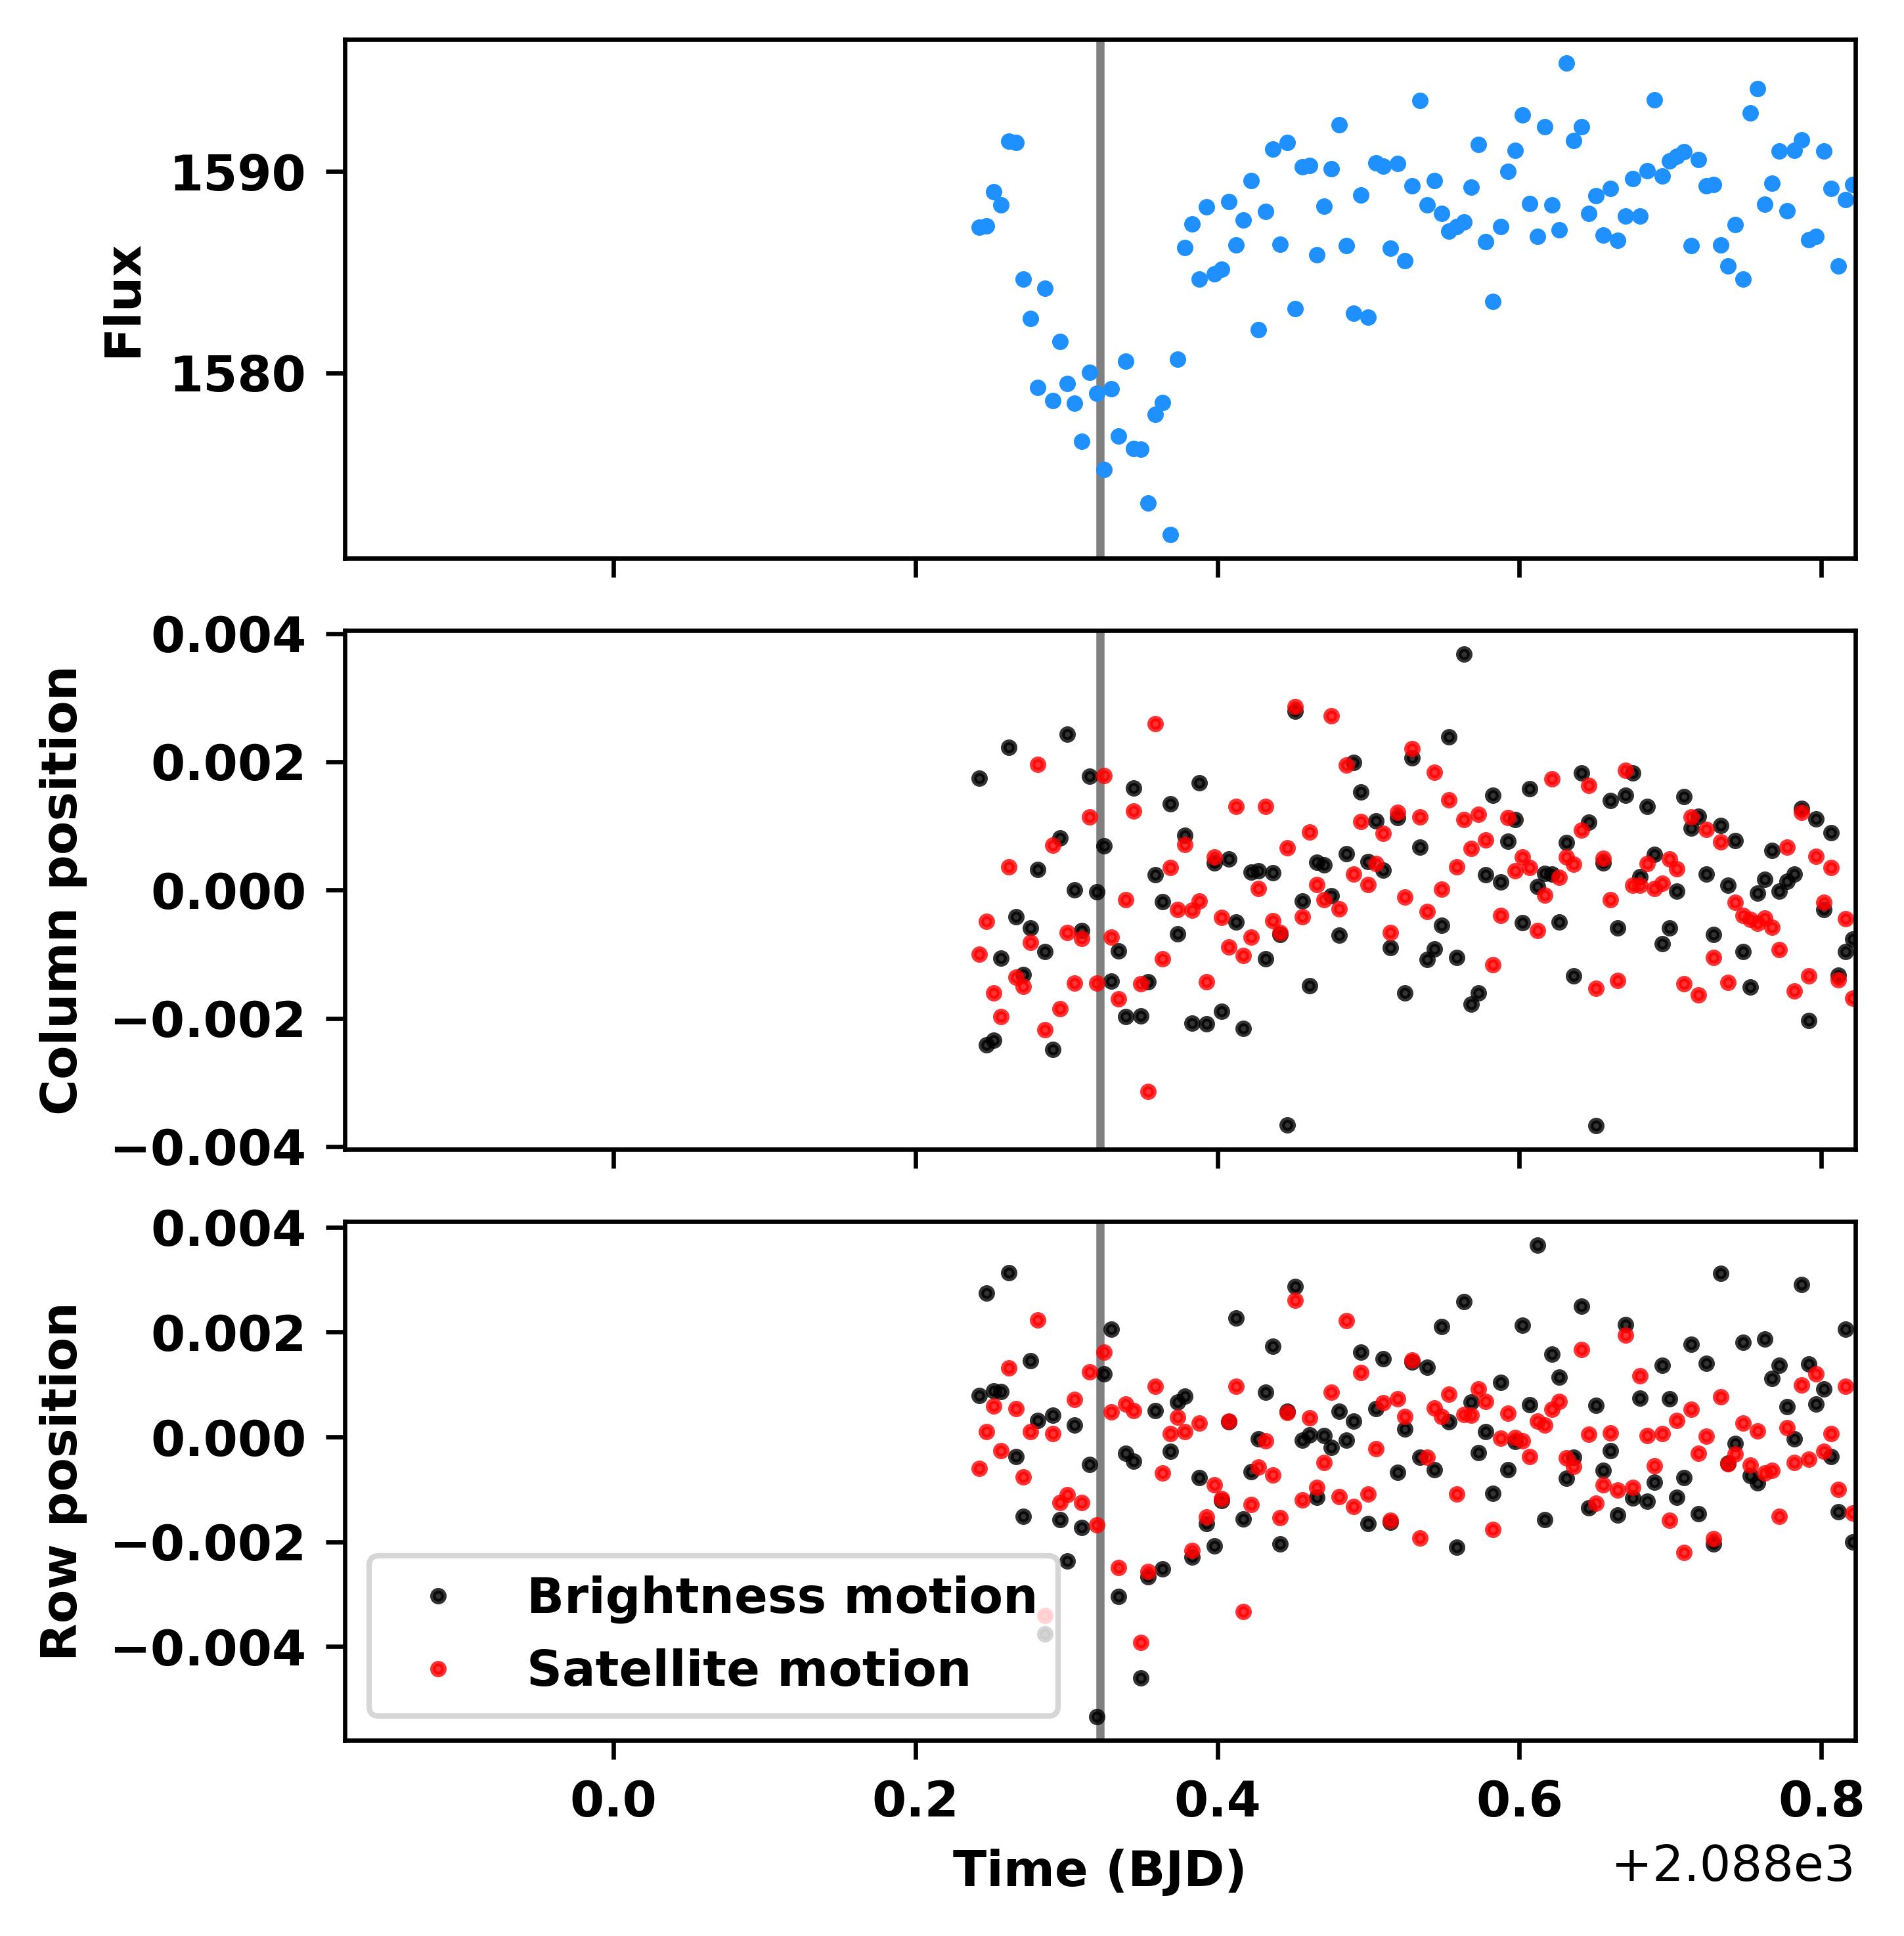 Flux
1590
1580
Column position
0.004
0.002
0.000
−0.002
−0.004
Row position
0.004
0.002
0.000
−0.002
−0.004
Brightness motion
Satellite motion
0.0 0.2 0.4 0.6 0.8
Time (BJD)
+2.088e3